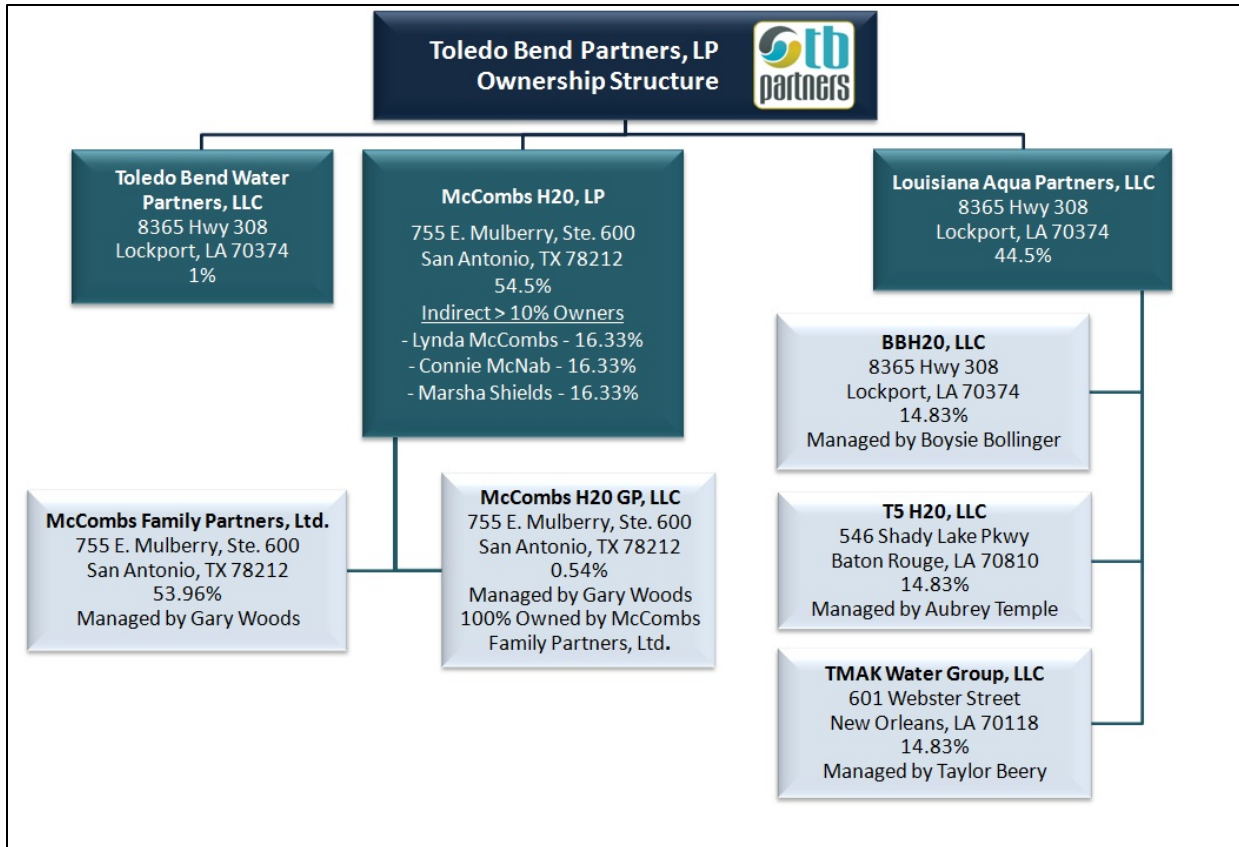 Toledo Bend Partners, LP
Ownership Structure
tb
partners
Toledo Bend Water
Partners, LLC
8365 Hwy 308
Lockport, LA 70374
1%
McCombs H20, LP
755 E. Mulberry, Ste. 600
San Antonio, TX 78212
54.5%
Indirect > 10% Owners
- Lynda McCombs - 16.33%
- Connie McNab - 16.33%
- Marsha Shields - 16.33%
Louisiana Aqua Partners, LLC
8365 Hwy 308
Lockport, LA 70374
44.5%
McCombs Family Partners, Ltd.
755 E. Mulberry, Ste. 600
San Antonio, TX 78212
53.96%
Managed by Gary Woods
McCombs H20 GP, LLC
755 E. Mulberry, Ste. 600
San Antonio, TX 78212
0.54%
Managed by Gary Woods
100% Owned by McCombs
Family Partners, Ltd.
BBH20, LLC
8365 Hwy 308
Lockport, LA 70374
14.83%
Managed by Boysie Bollinger
T5 H20, LLC
546 Shady Lake Pkwy
Baton Rouge, LA 70810
14.83%
Managed by Aubrey Temple
TMAK Water Group, LLC
601 Webster Street
New Orleans, LA 70118
14.83%
Managed by Taylor Beery